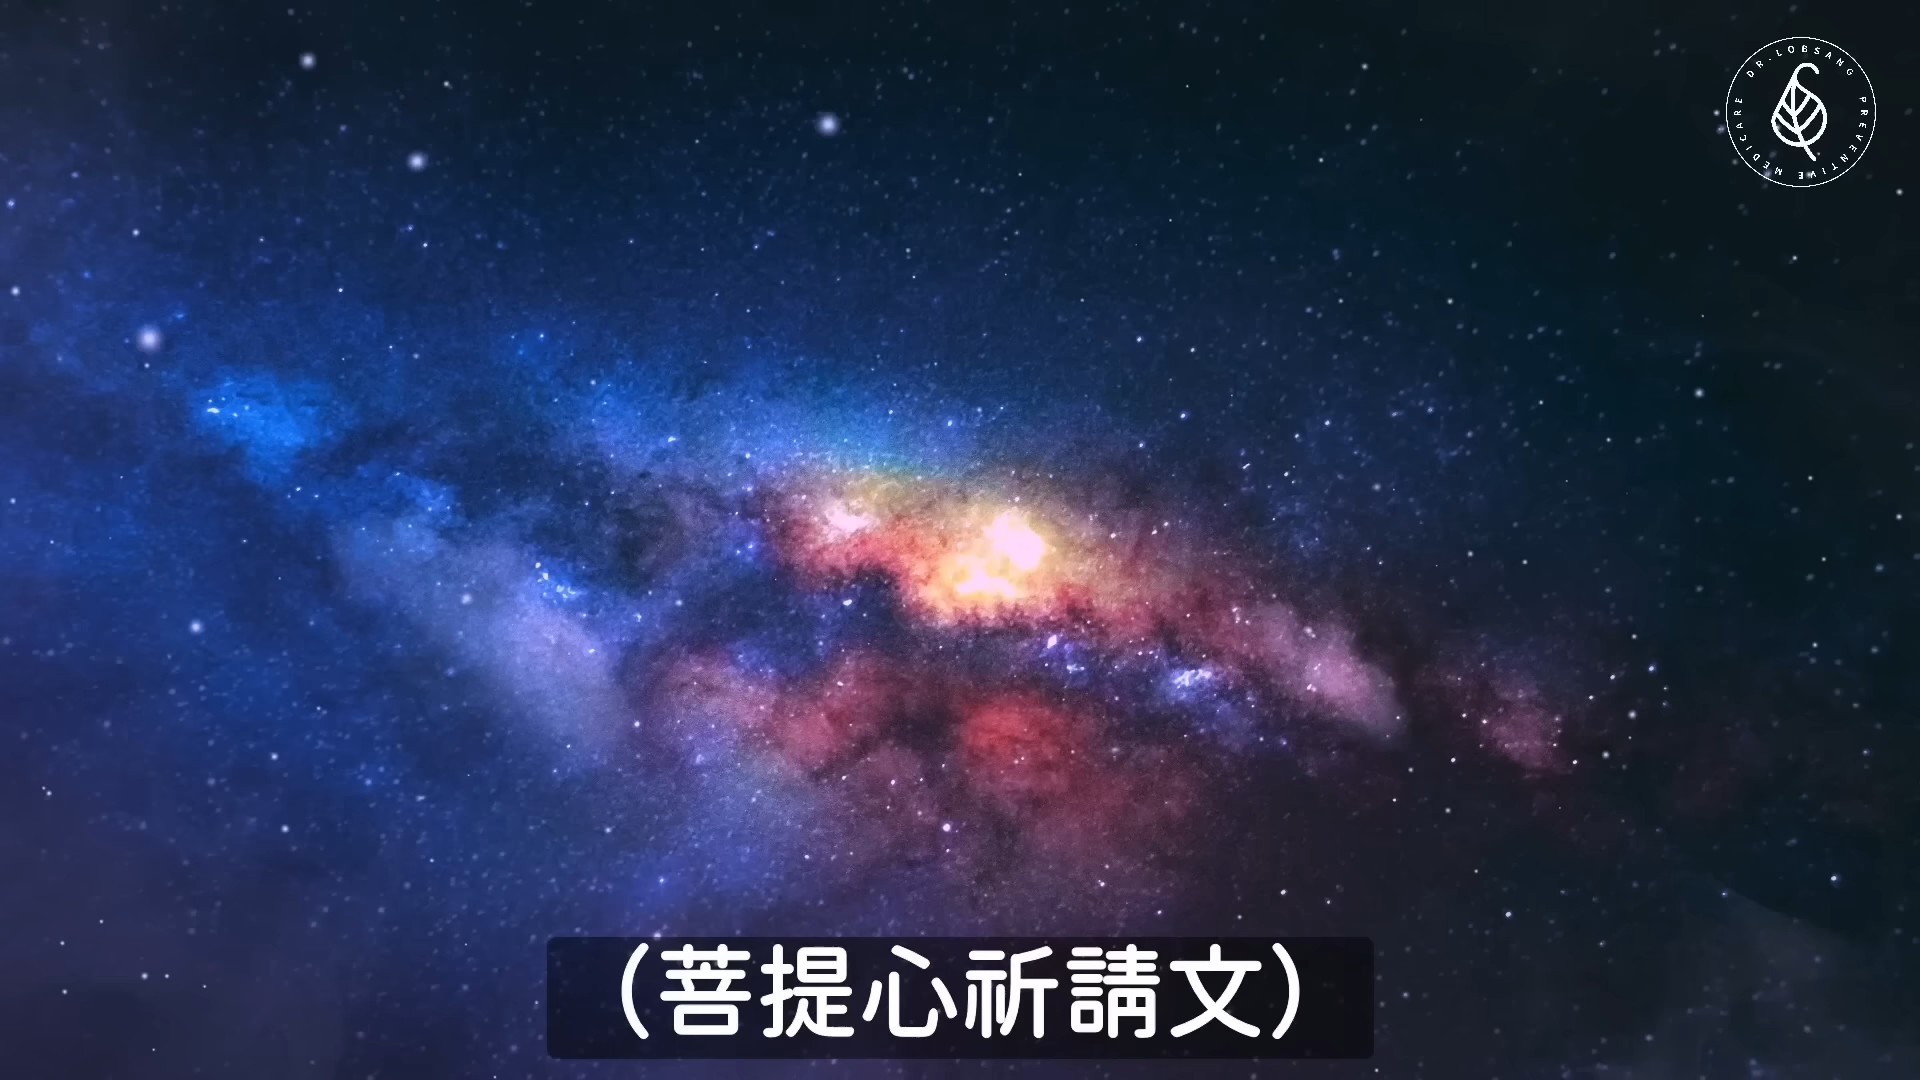 DR.LOBSANG PREVENTIVE MEDICARE
（菩提心祈請文）